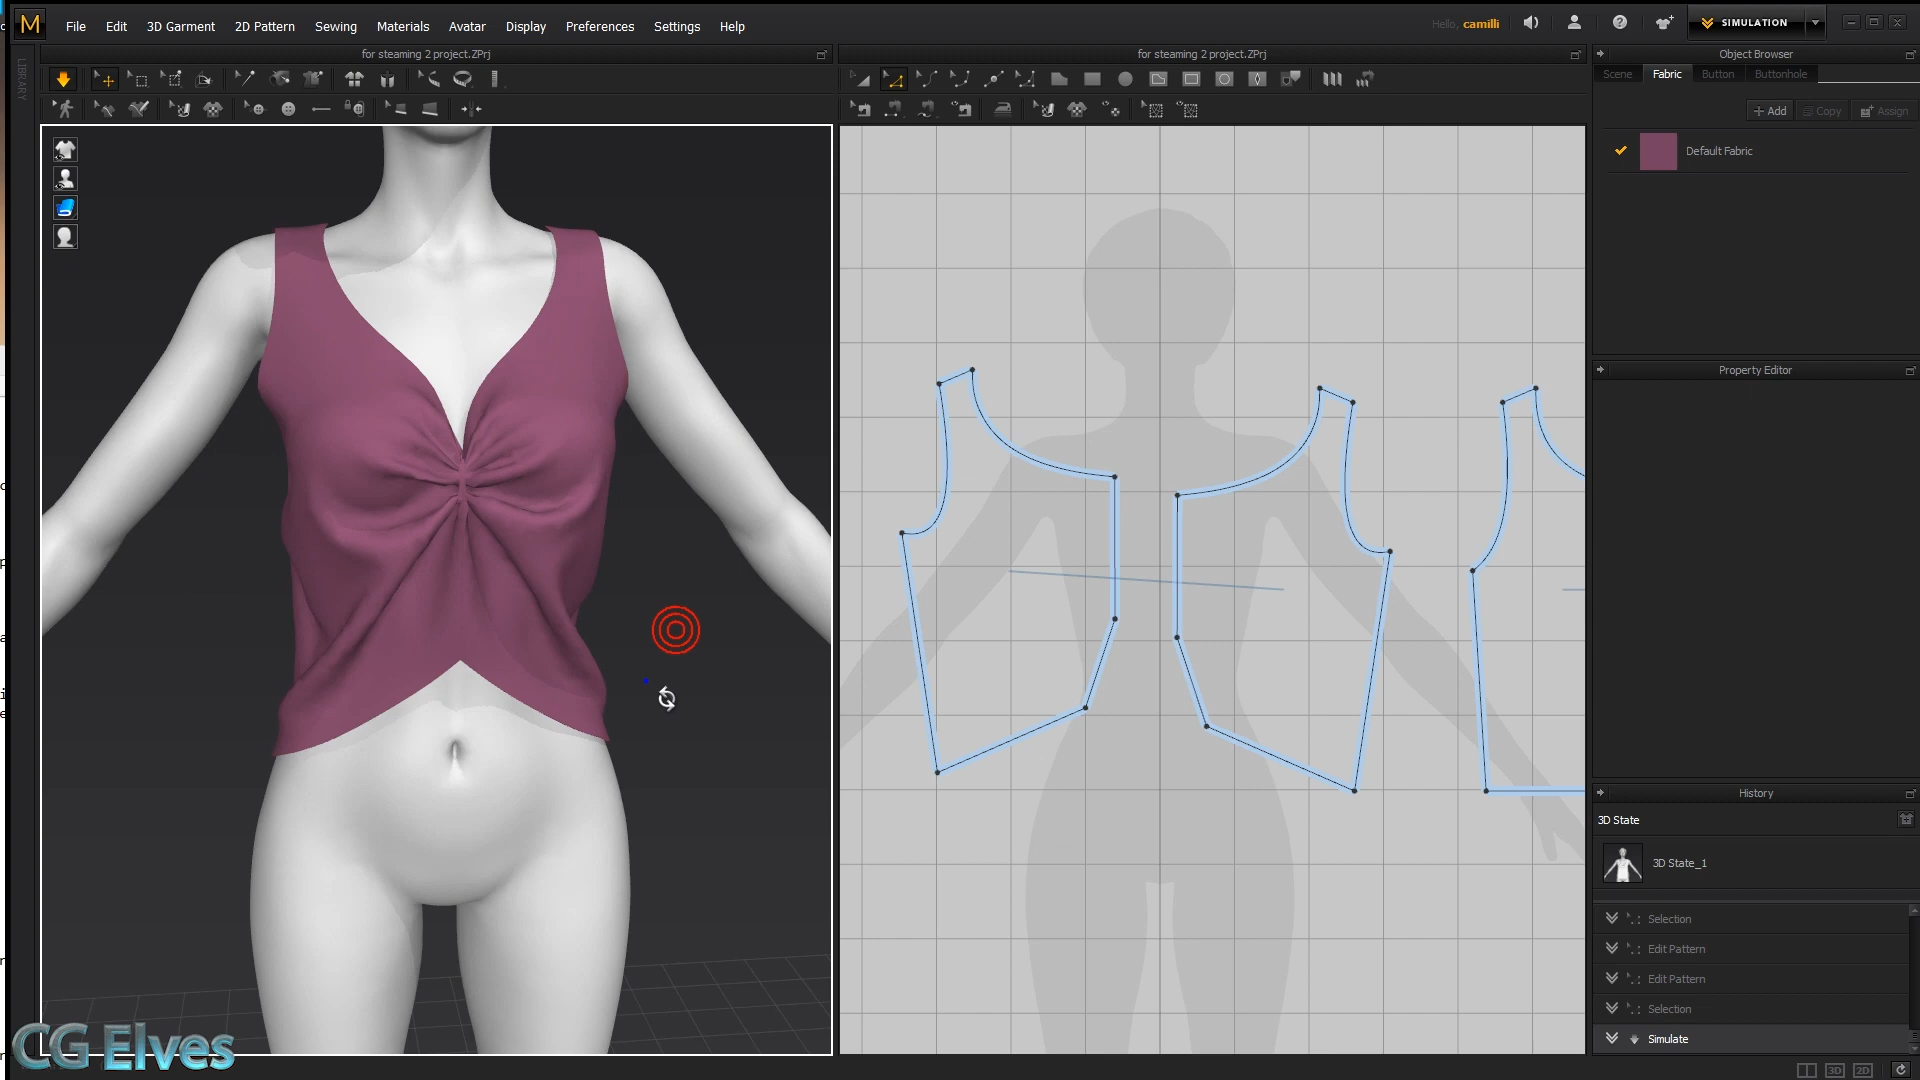 M File Edit 3D Garment 2D Pattern Sewing Materials Avatar Display Preferences Settings Help Hello, camilli SIMULATION
for steaming 2 project.ZPrj
for steaming 2 project.ZPrj
Object Browser
LIBRARY
Scene Fabric Button Buttonhole
+ Add Copy Assign
Default Fabric
Property Editor
History
3D State
3D State_1
Selection
Edit Pattern
Edit Pattern
Selection
Simulate
CG Elves
3D 2D